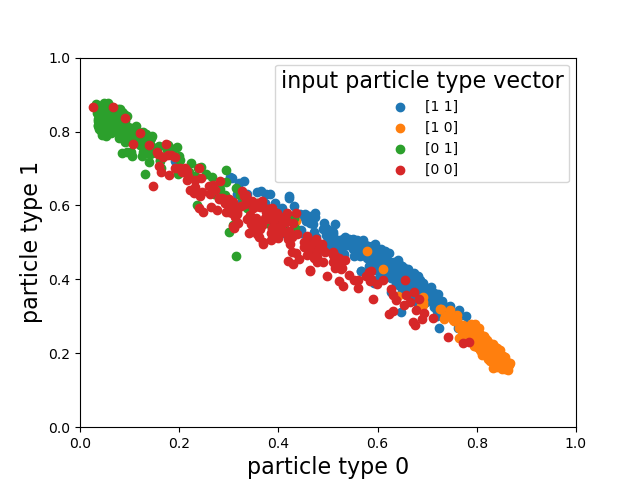 1.0
0.8
0.6
0.4
0.2
0.0
particle type 1
input particle type vector
[1 1]
[1 0]
[0 1]
[0 0]
0.0 0.2 0.4 0.6 0.8 1.0
particle type 0